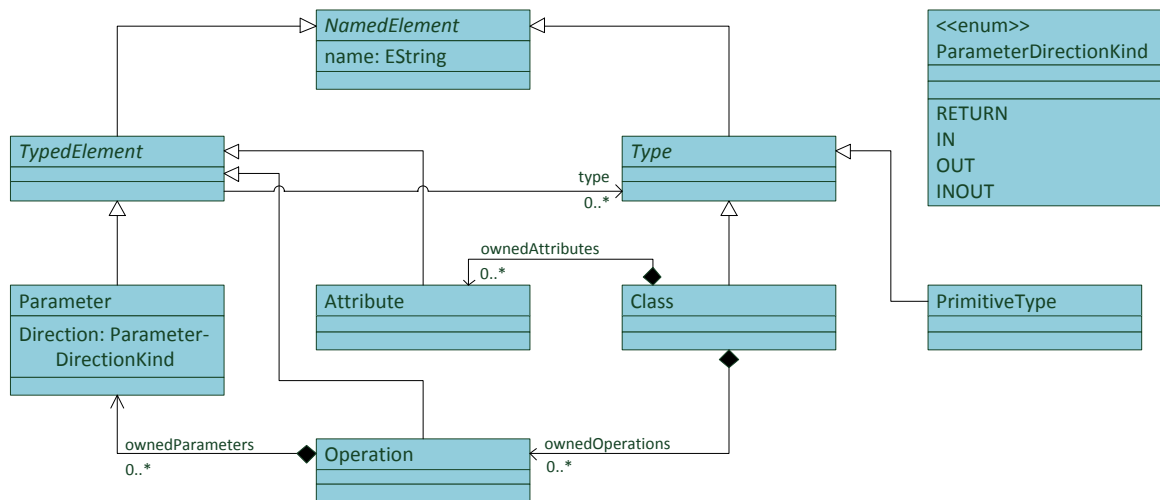 NamedElement
name: EString
<<enum>>
ParameterDirectionKind
RETURN
IN
OUT
INOUT
TypedElement
Type
type
0..*
ownedAttributes
0..*
Parameter
Direction: Parameter-
DirectionKind
Attribute
Class
PrimitiveType
ownedParameters
0..*
Operation
ownedOperations
0..*